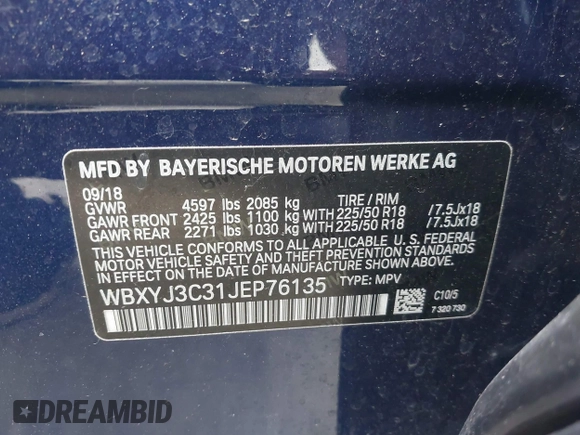 MFD BY BAYERISCHE MOTOREN WERKE AG
09/18
GVWR 4597 lbs 2085 kg TIRE / RIM
GAWR FRONT 2425 lbs 1100 kg WITH 225/50 R18 /7.5Jx18
GAWR REAR 2271 lbs 1030 kg WITH 225/50 R18 /7.5Jx18
THIS VEHICLE CONFORMS TO ALL APPLICABLE U. S. FEDERAL
MOTOR VEHICLE SAFETY AND THEFT PREVENTION STANDARDS
IN EFFECT ON THE DATE OF MANUFACTURE SHOWN ABOVE.
WBXYJ3C31JEP76135 TYPE: MPV
C10/5
7 320 730
DREAMBID